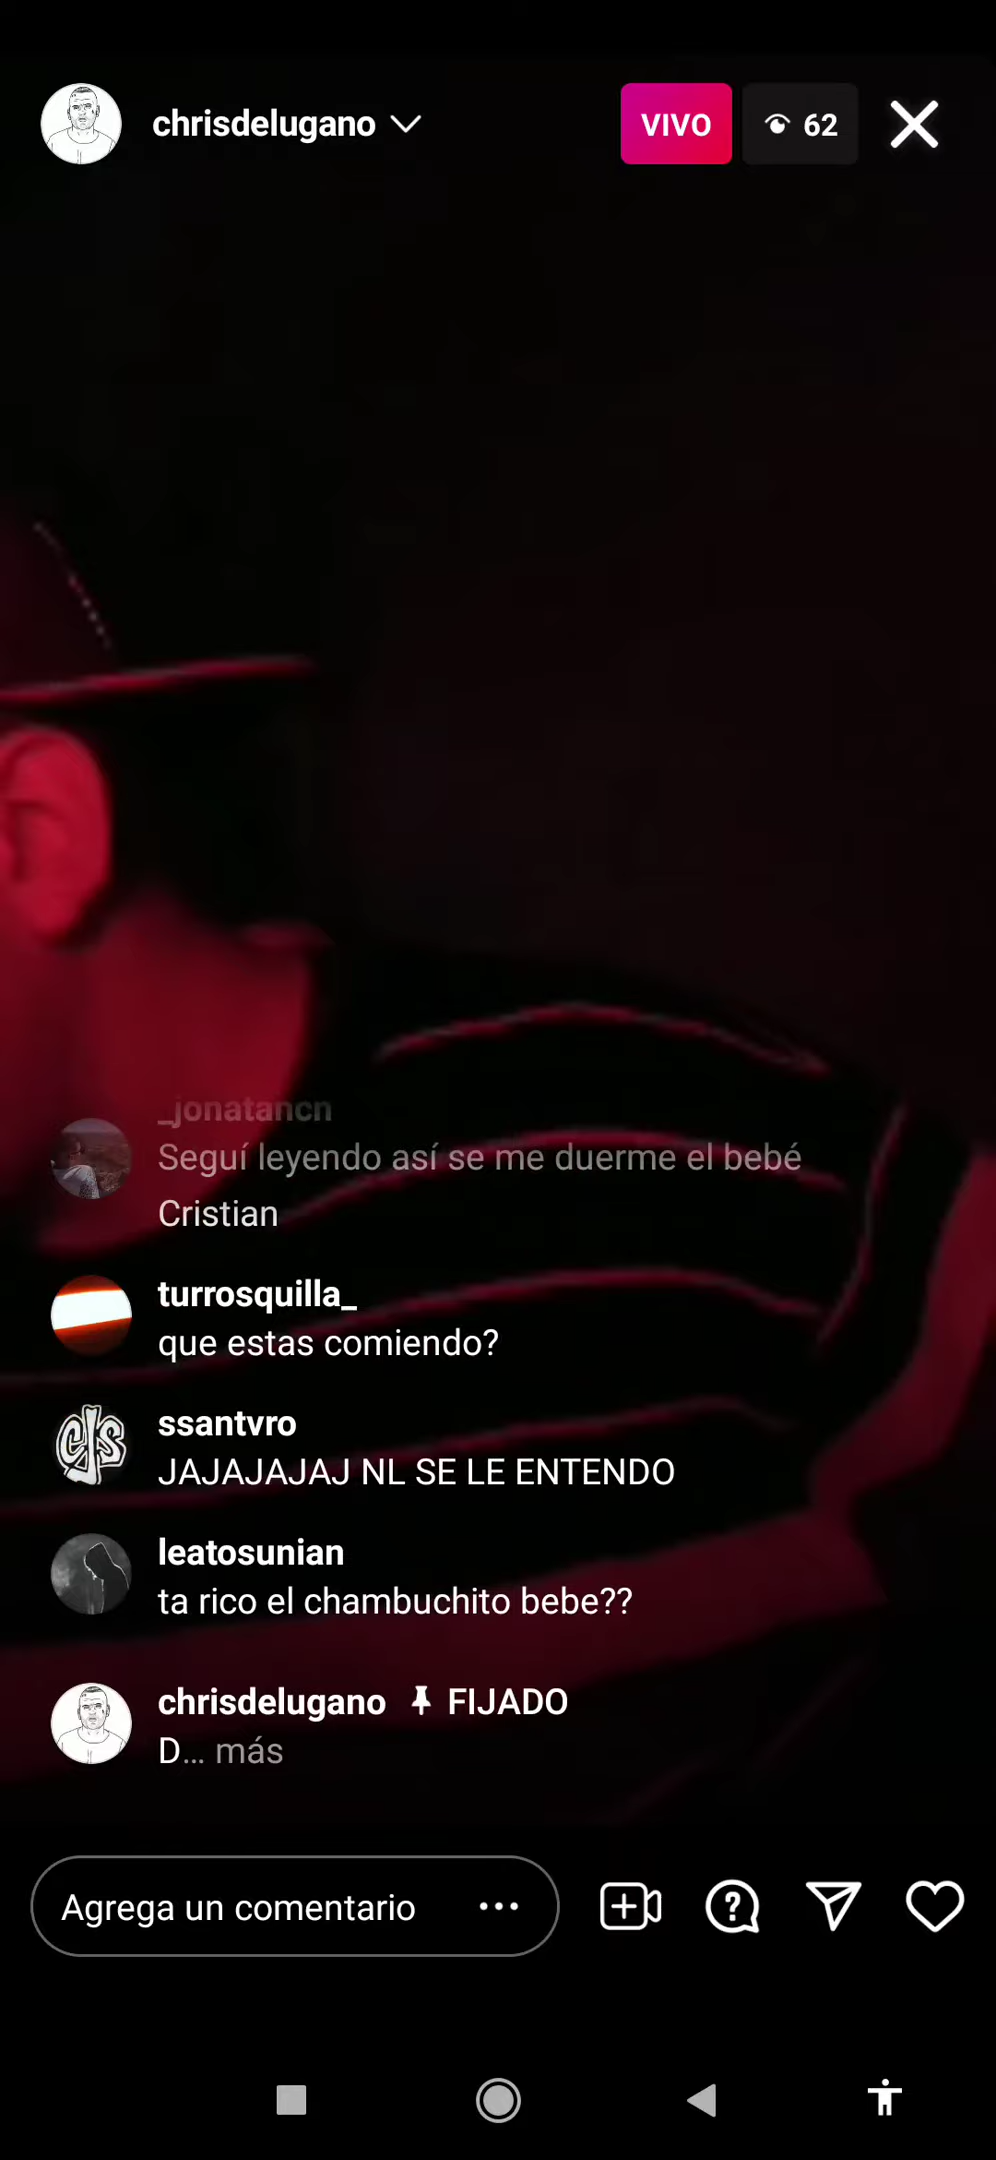 chrisdelugano
VIVO
62
_jonatancn
Seguí leyendo así se me duerme el bebé
Cristian
turrosquilla_
que estas comiendo?
ssantvro
JAJAJAJAJ NL SE LE ENTENDO
leatosunian
ta rico el chambuchito bebe??
chrisdelugano FIJADO
D... más
Agrega un comentario